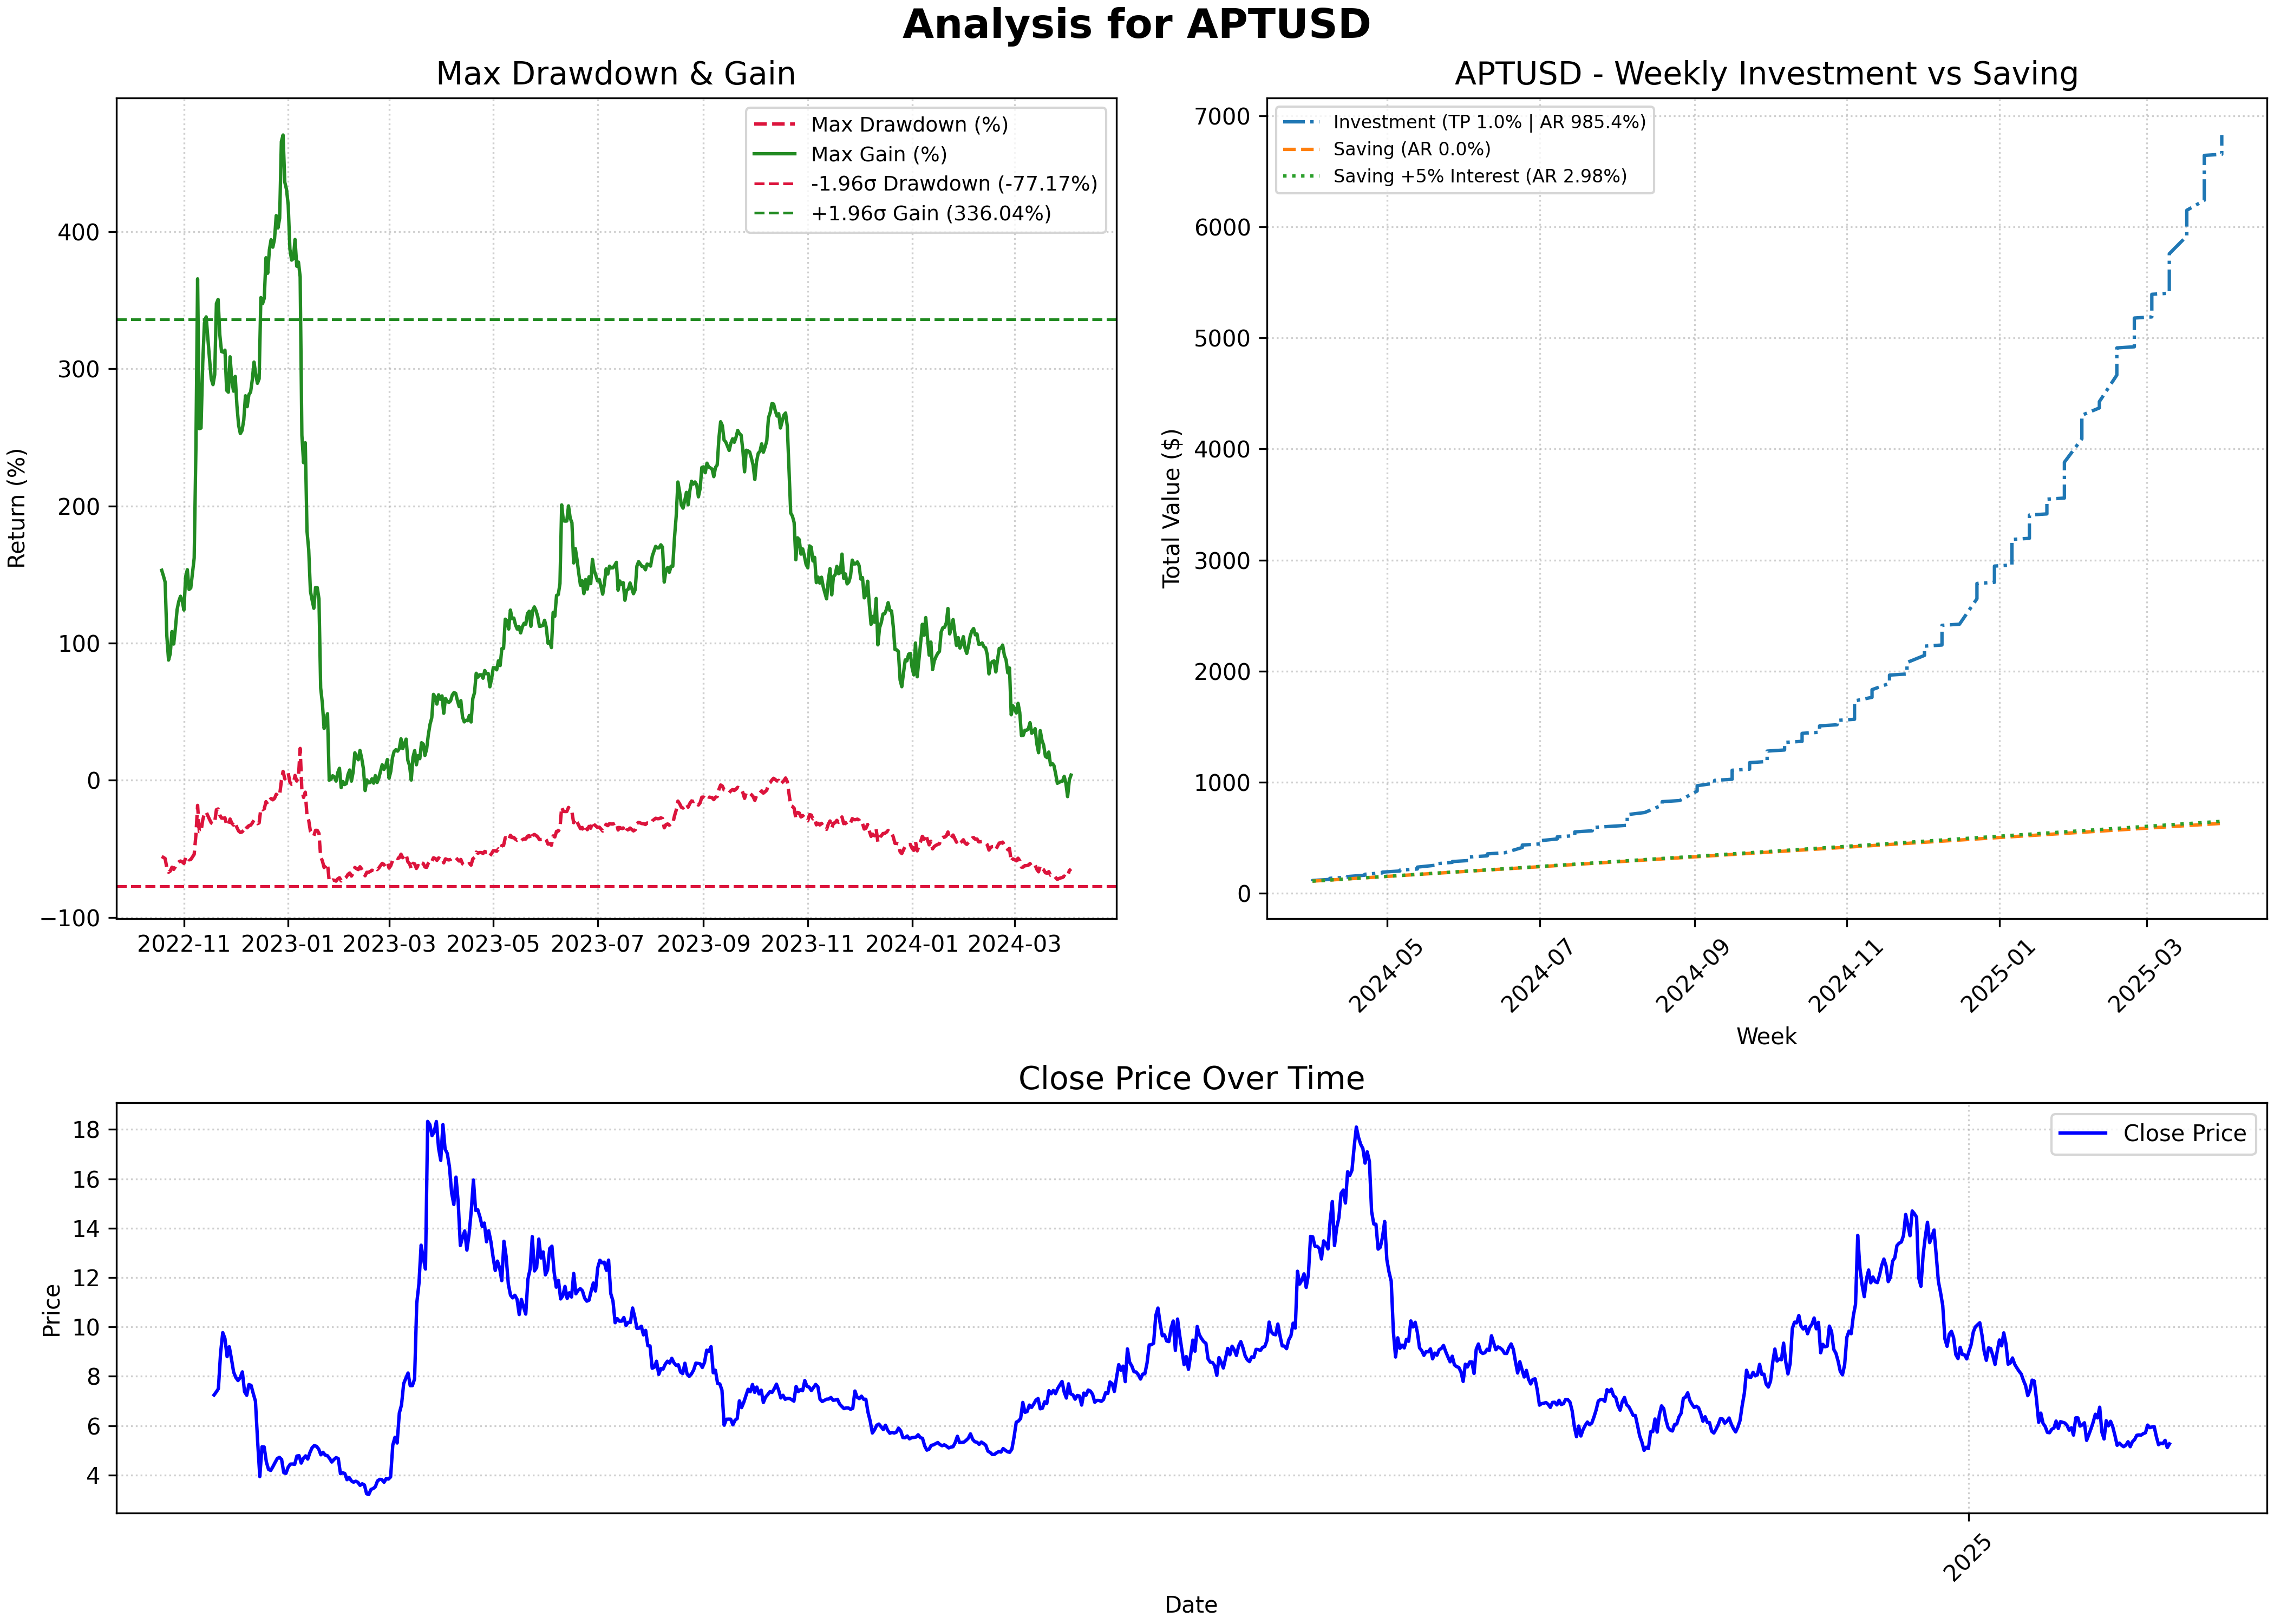 Analysis for APTUSD
Max Drawdown & Gain
Return (%)
400
300
200
100
0
−100
2022-11
2023-01
2023-03
2023-05
2023-07
2023-09
2023-11
2024-01
2024-03
Max Drawdown (%)
Max Gain (%)
-1.96σ Drawdown (-77.17%)
+1.96σ Gain (336.04%)
APTUSD - Weekly Investment vs Saving
Total Value ($)
7000
6000
5000
4000
3000
2000
1000
0
Investment (TP 1.0% | AR 985.4%)
Saving (AR 0.0%)
Saving +5% Interest (AR 2.98%)
2024-05
2024-07
2024-09
2024-11
2025-01
2025-03
Week
Close Price Over Time
Price
18
16
14
12
10
8
6
4
Close Price
2025
Date